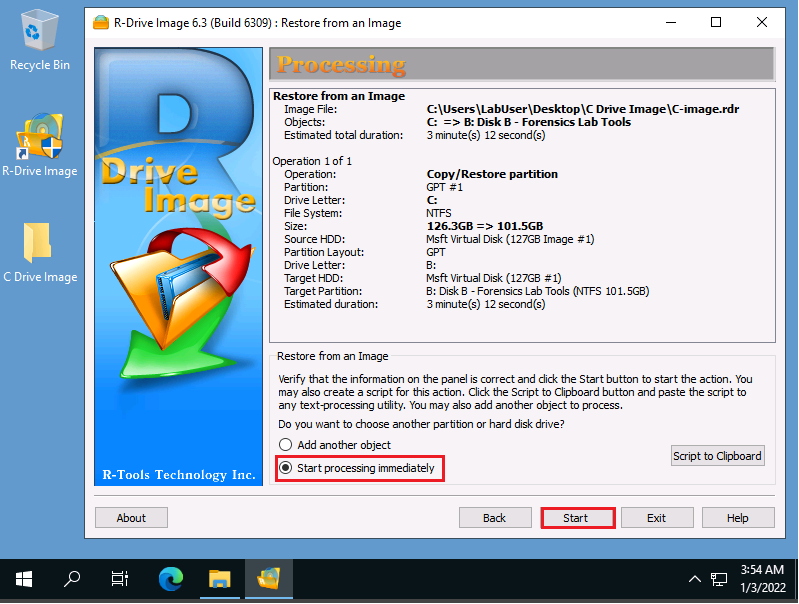 Recycle Bin
R-Drive Image
C Drive Image
R-Drive Image 6.3 (Build 6309) : Restore from an Image
R
Drive
Image
R-Tools Technology Inc.
Processing
Restore from an Image
Image File: C:\Users\LabUser\Desktop\C Drive Image\C-image.rdr
Objects: C: => B: Disk B - Forensics Lab Tools
Estimated total duration: 3 minute(s) 12 second(s)
Operation 1 of 1
Operation: Copy/Restore partition
Partition: GPT #1
Drive Letter: C:
File System: NTFS
Size: 126.3GB => 101.5GB
Source HDD: Msft Virtual Disk (127GB Image #1)
Partition Layout: GPT
Drive Letter: B:
Target HDD: Msft Virtual Disk (127GB #1)
Target Partition: B: Disk B - Forensics Lab Tools (NTFS 101.5GB)
Estimated duration: 3 minute(s) 12 second(s)
Restore from an Image
Verify that the information on the panel is correct and click the Start button to start the action. You
may also create a script for this action. Click the Script to Clipboard button and paste the script to
any text-processing utility. You may also add another object to process.
Do you want to choose another partition or hard disk drive?
Add another object
Start processing immediately
Script to Clipboard
About Back Start Exit Help
3:54 AM
1/3/2022